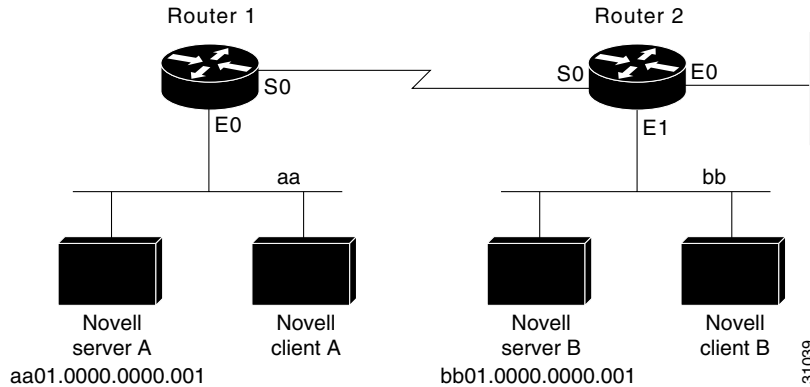 Router 1
Router 2
S0
S0
E0
E0
E1
aa
bb
Novell
server A
aa01.0000.0000.001
Novell
client A
Novell
server B
bb01.0000.0000.001
Novell
client B
31039